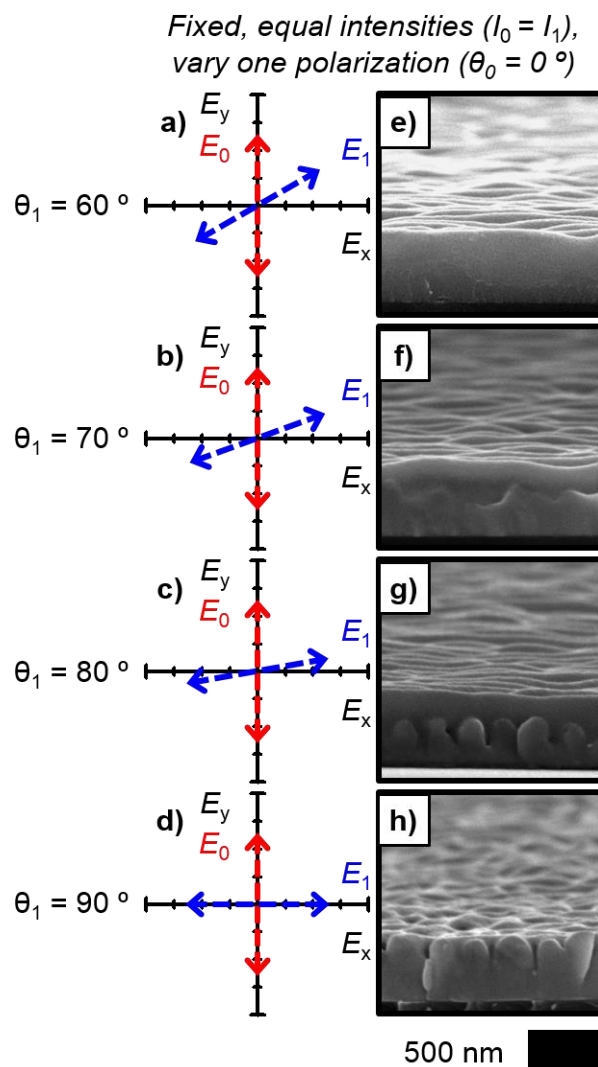 Fixed, equal intensities (I0 = I1),
vary one polarization (θ0 = 0 º)
a) Ey e)
E0 E1
θ1 = 60 º
Ex
b) Ey f)
E0 E1
θ1 = 70 º
Ex
c) Ey g)
E0 E1
θ1 = 80 º
Ex
d) Ey h)
E0 E1
θ1 = 90 º
Ex
500 nm